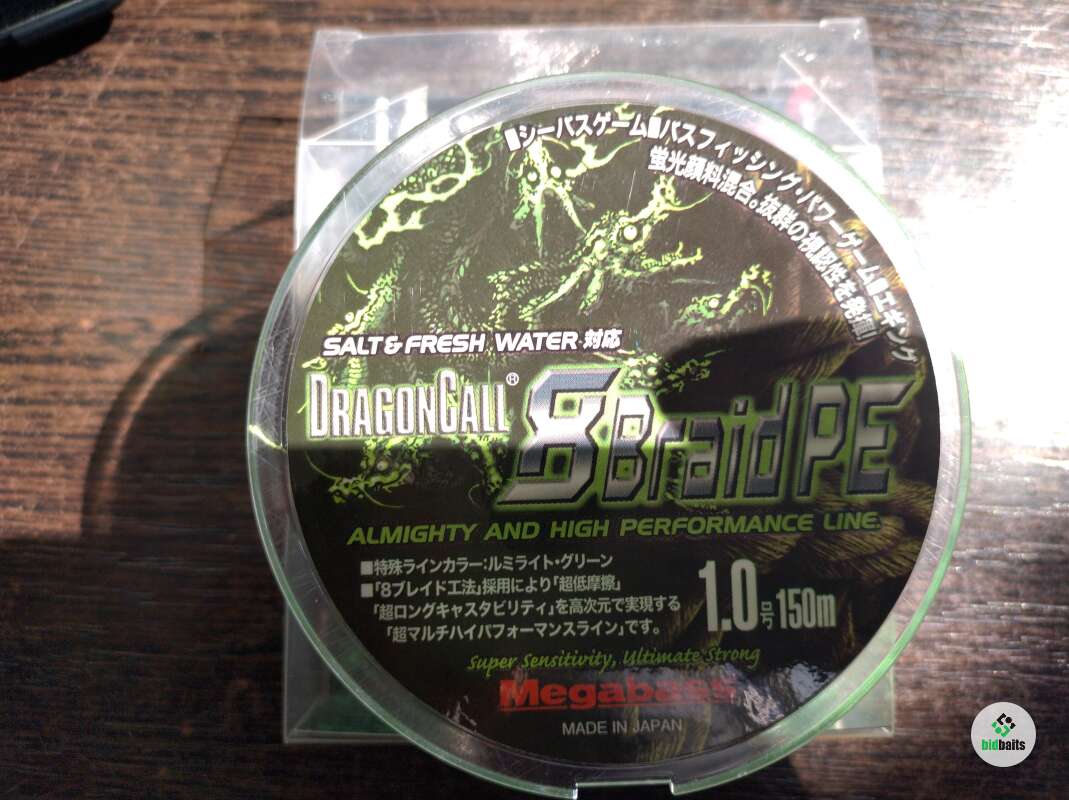 ■シーバスゲーム■バスフィッシング・パワーゲーム■エギング
蛍光顔料混合。抜群の視認性を発揮!
SALT & FRESH WATER 対応
DRAGONCALL® 8BraidPE
ALMIGHTY AND HIGH PERFORMANCE LINE.
■特殊ラインカラー:ルミライト・グリーン
■「8ブレイド工法」採用により「超低摩擦」
「超ロングキャスタビリティ」を高次元で実現する
「超マルチハイパフォーマンスライン」です。
1.0号150m
Super Sensitivity, Ultimate Strong
Megabass
MADE IN JAPAN
bidbaits